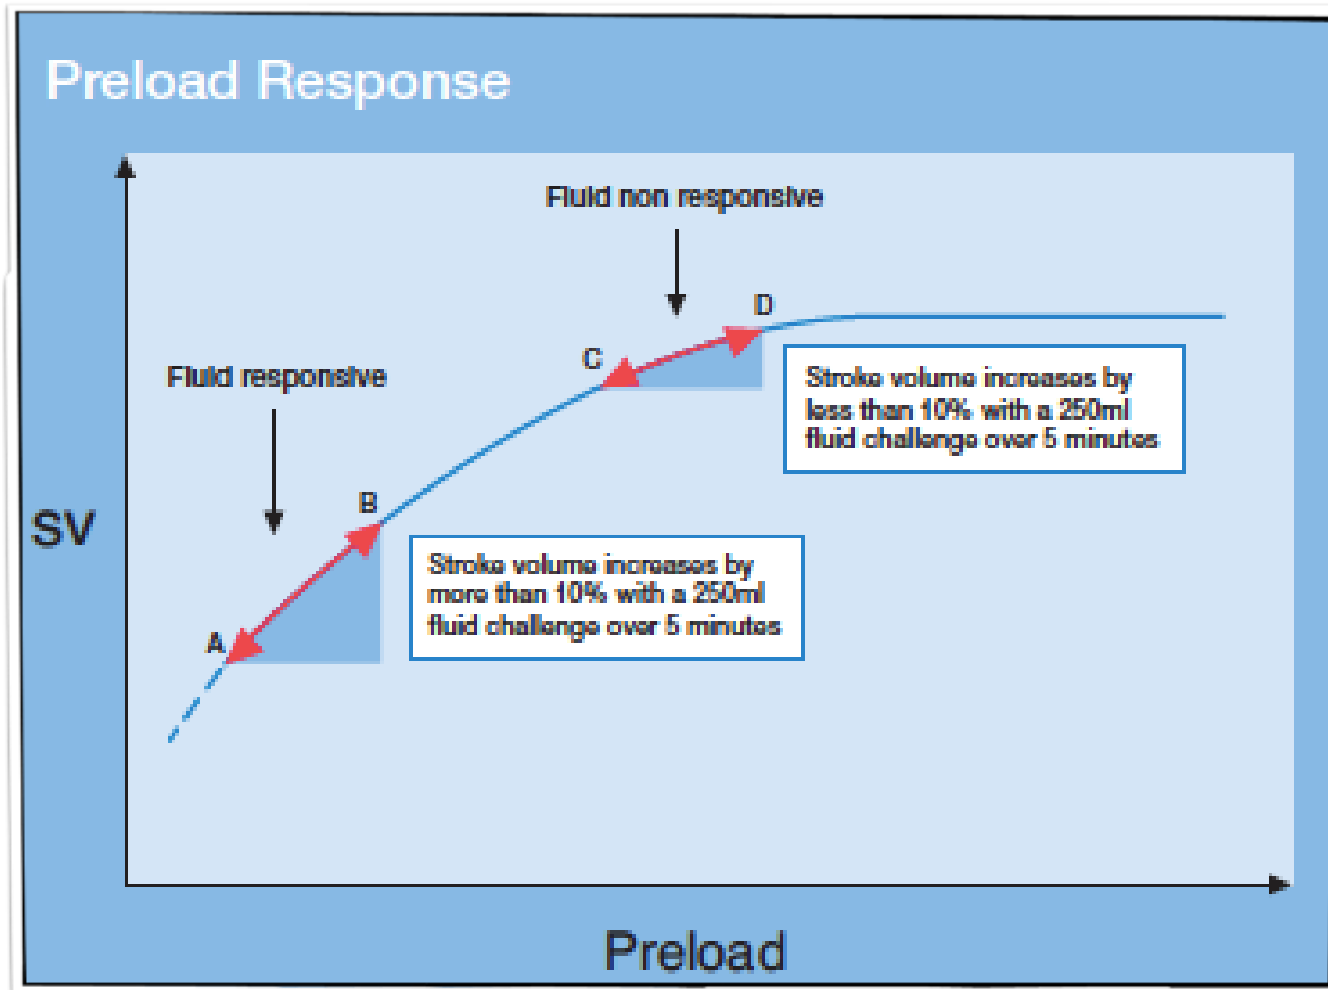 Preload Response
Fluid non responsive
D
C
Fluid responsive
Stroke volume increases by
less than 10% with a 250ml
fluid challenge over 5 minutes
B
SV
Stroke volume increases by
more than 10% with a 250ml
fluid challenge over 5 minutes
A
Preload